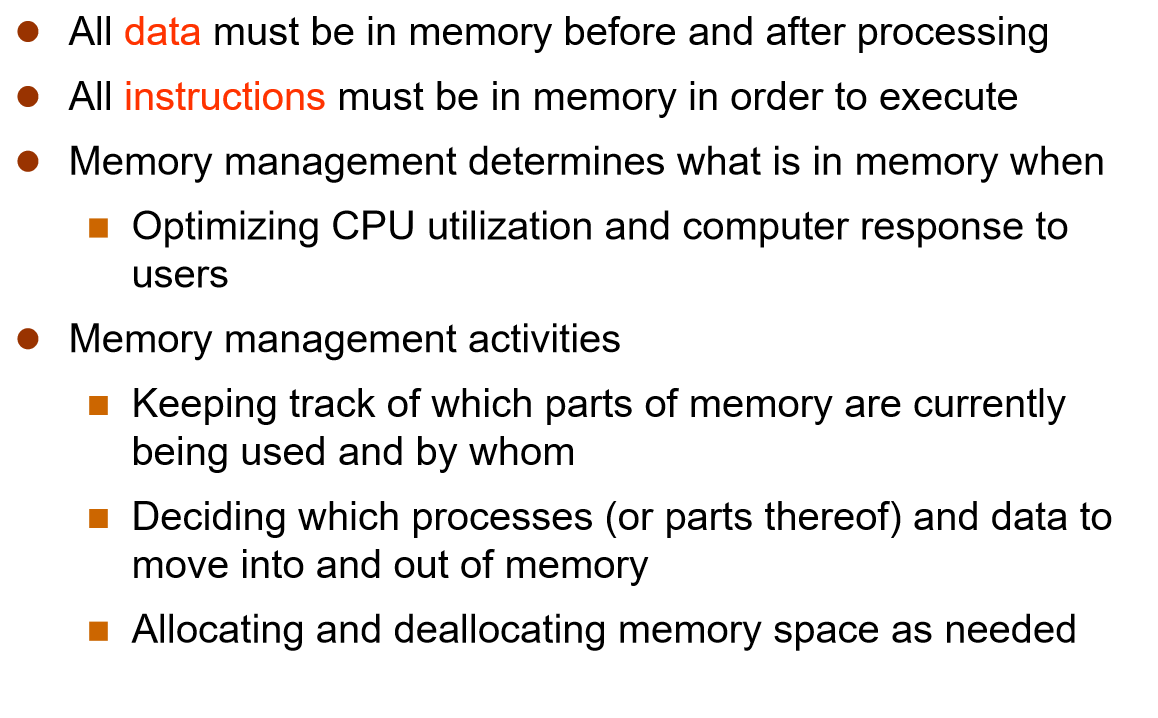 All data must be in memory before and after processing
All instructions must be in memory in order to execute
Memory management determines what is in memory when
Optimizing CPU utilization and computer response to
users
Memory management activities
Keeping track of which parts of memory are currently
being used and by whom
Deciding which processes (or parts thereof) and data to
move into and out of memory
Allocating and deallocating memory space as needed